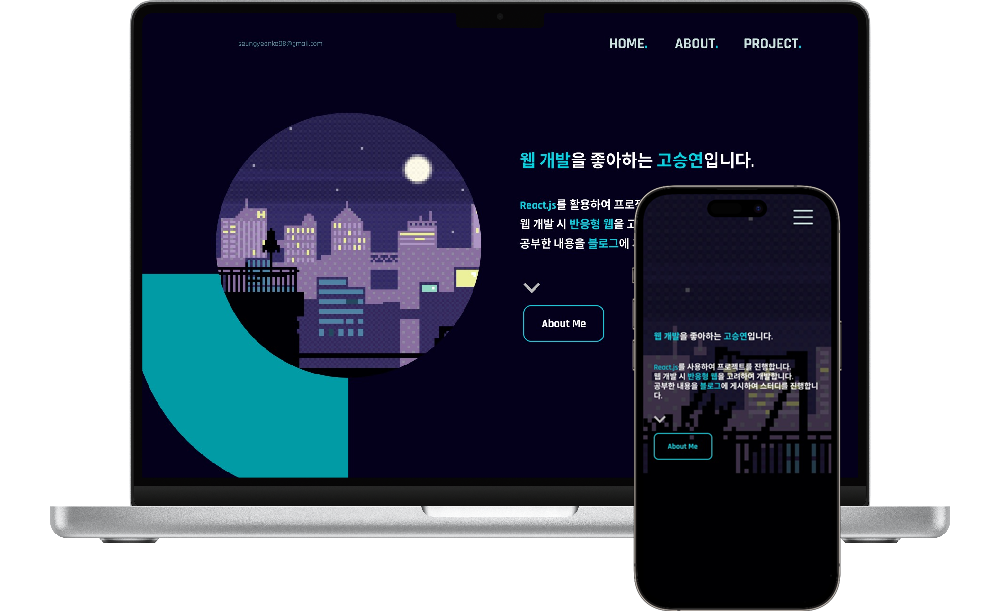 HOME.
ABOUT.
PROJECT.
웹 개발을 좋아하는 고승연입니다.
React.js를 활용하여 프로
웹 개발 시 반응형 웹을 고
공부한 내용을 블로그에
About Me
웹 개발을 좋아하는 고승연입니다.
React.js를 사용하여 프로젝트를 진행합니다.
웹 개발 시 반응형 웹을 고려하여 개발합니다.
공부한 내용을 블로그에 게시하여 스터디를 진행합니
다.
About Me